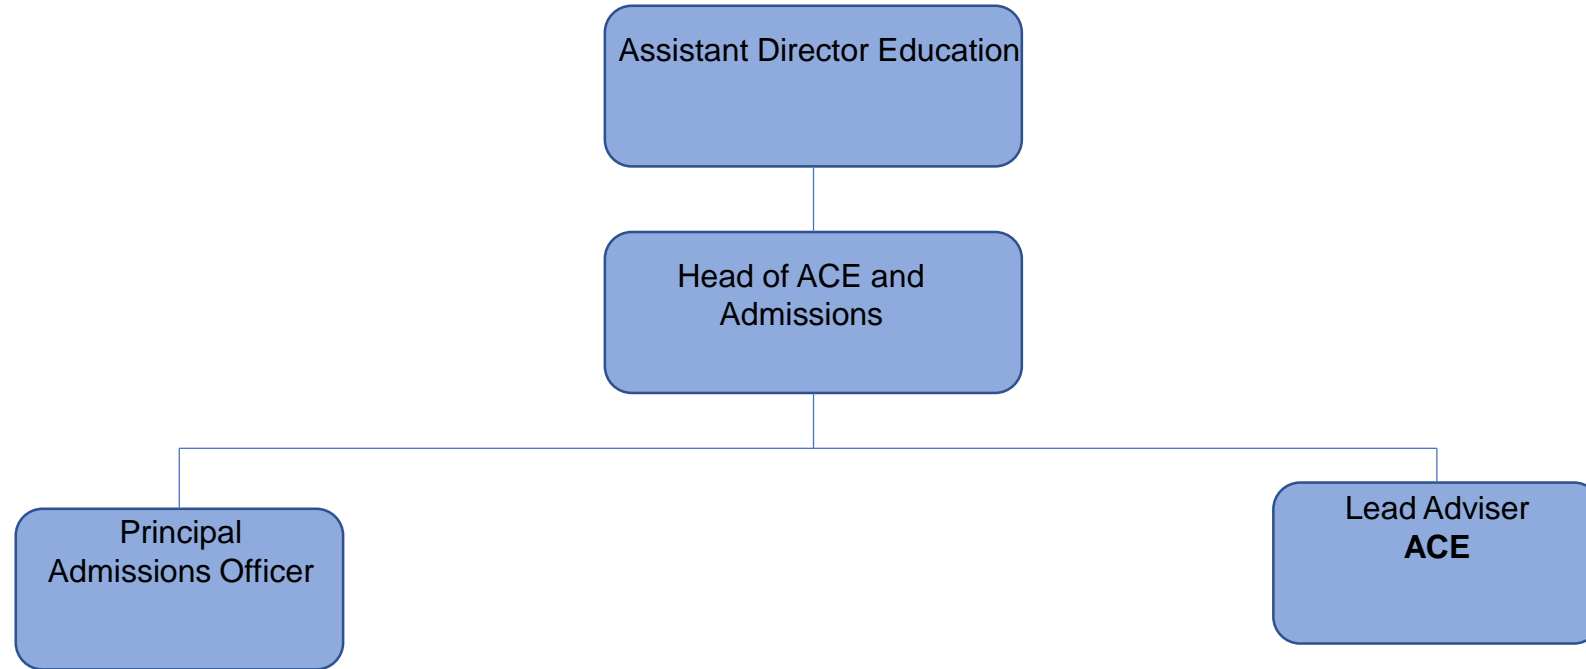 Assistant Director Education
Head of ACE and
Admissions
Principal
Admissions Officer
Lead Adviser
ACE